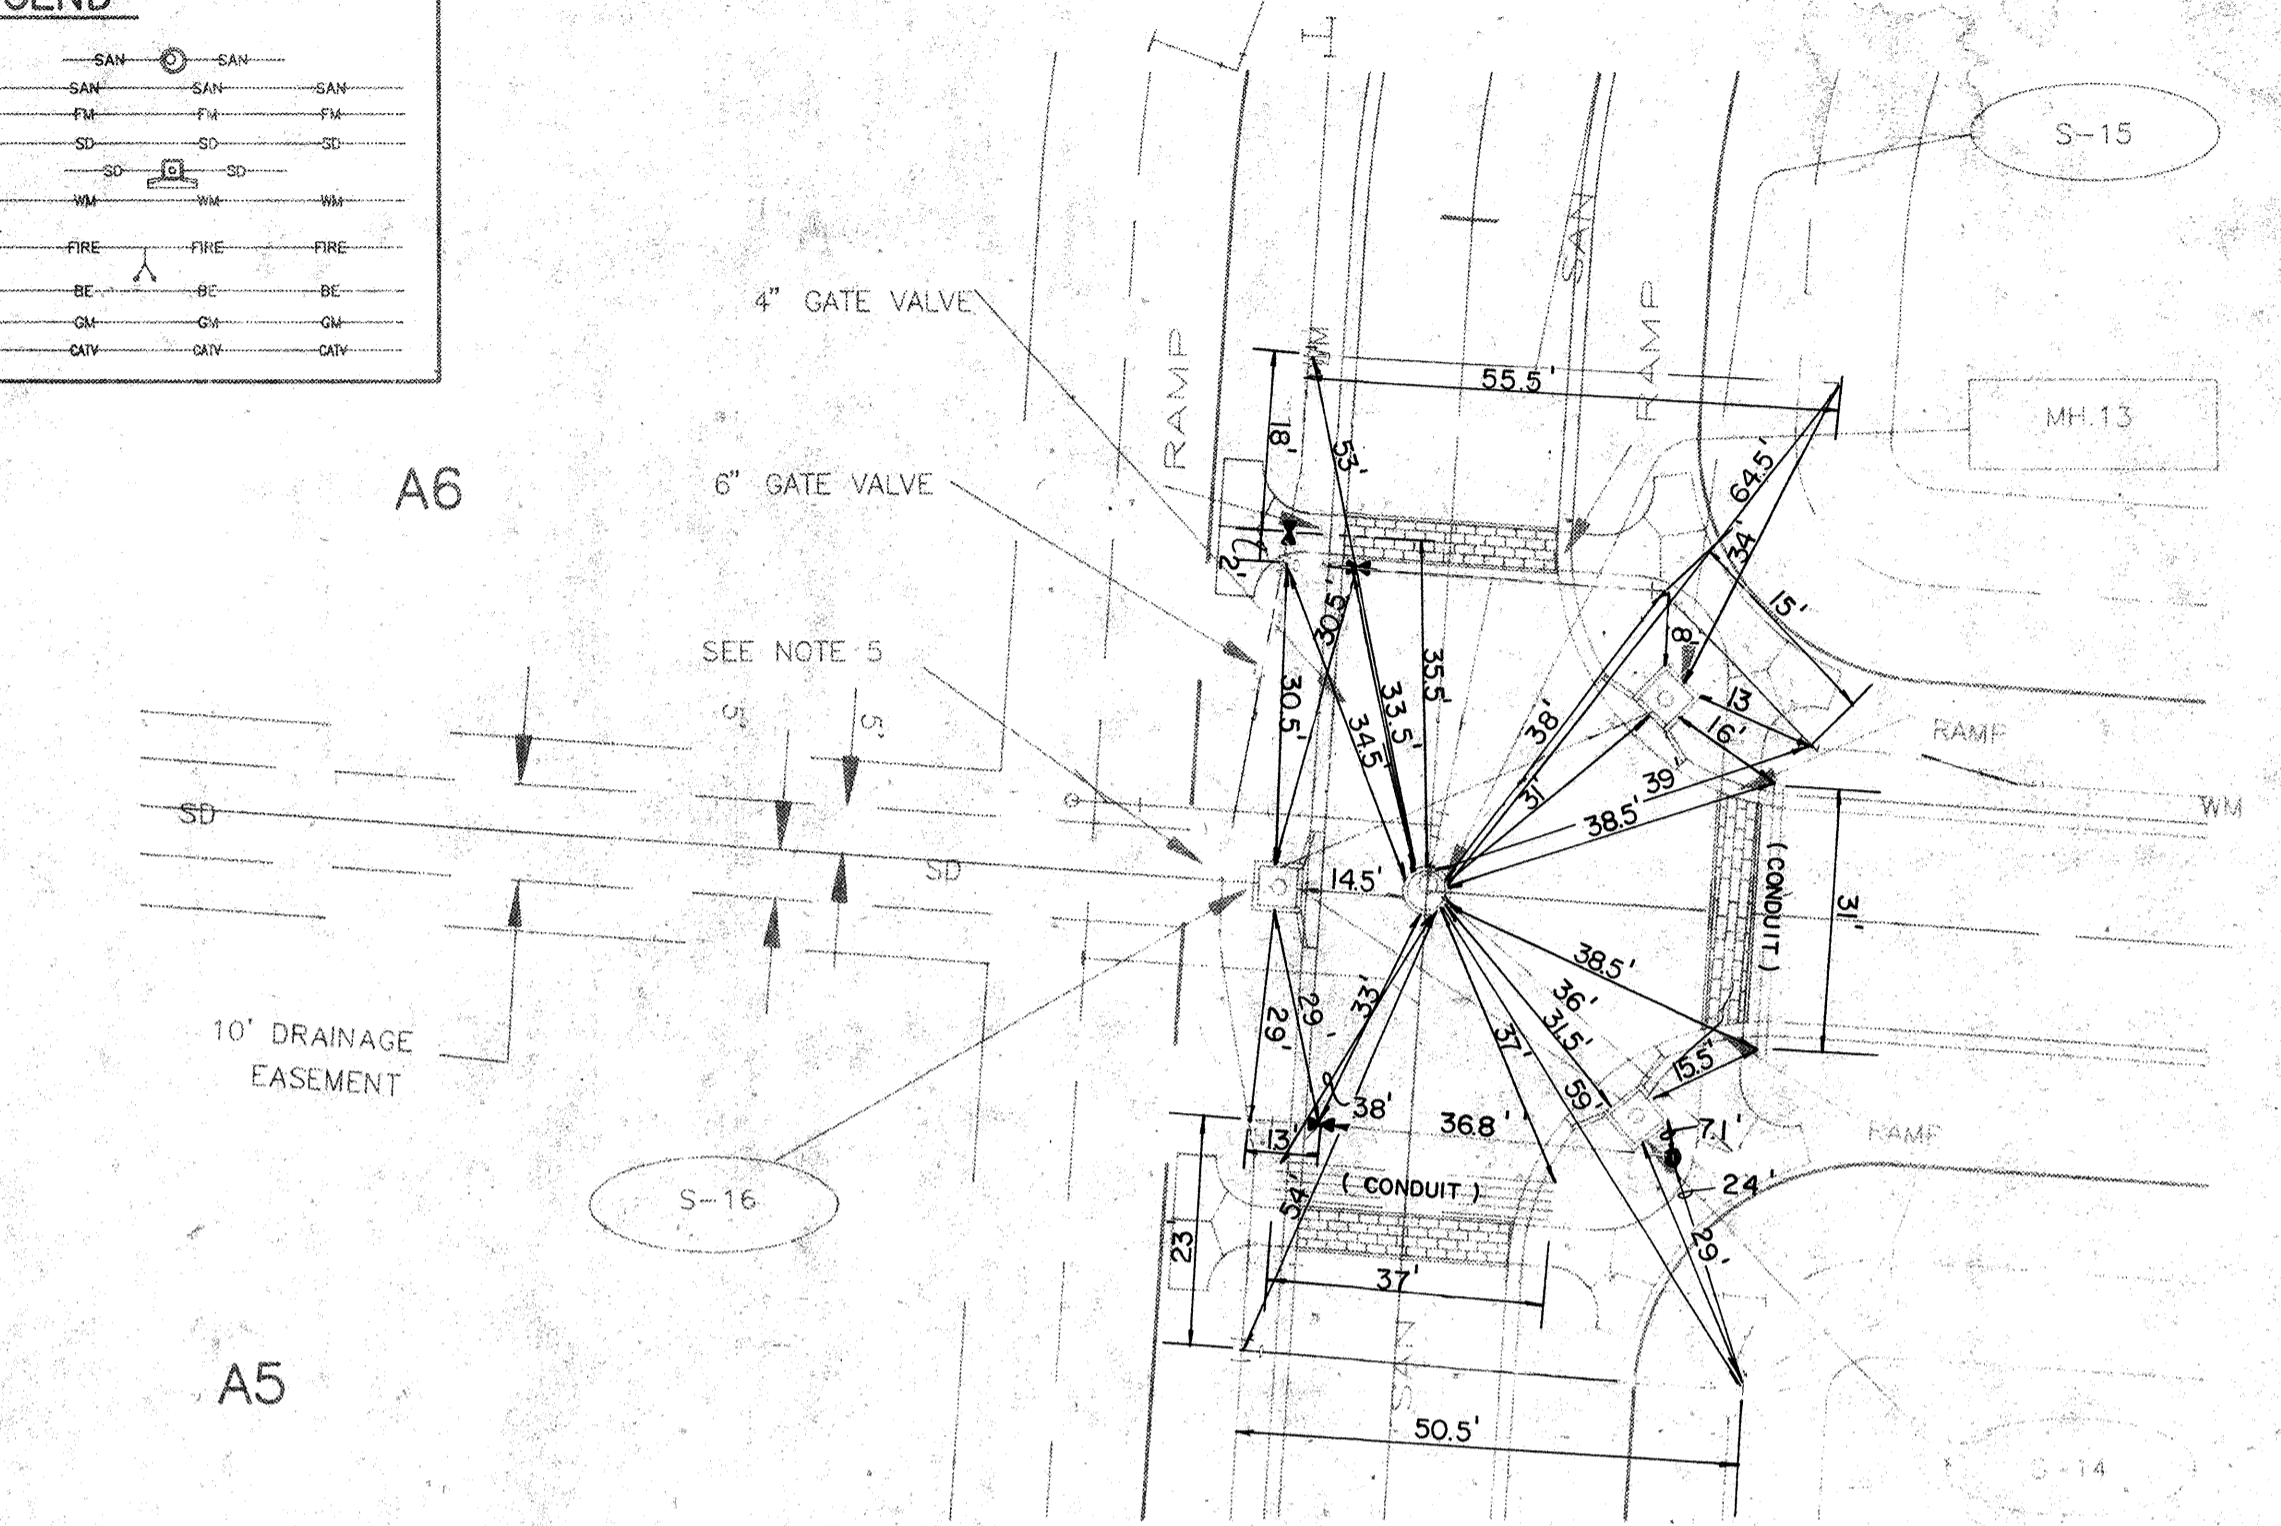 SAN SAN
SAN SAN SAN
FM FM FM
SD SD SD
SD SD
WM WM WM
FIRE FIRE FIRE
BE BE BE
GM GM GM
CATV CATV CATV
S-15
SAN
4" GATE VALVE
WM
RAMP
RAMP
55.5'
MH.13
18'
53'
64.5'
A6
6" GATE VALVE
34'
2'
15'
30.5'
8'
SEE NOTE 5
35.5'
30.5'
33.5'
34.5'
38'
13
16'
RAMP
5'
5'
39'
31'
38.5'
WM
SD
SD
14.5'
(CONDUIT)
31'
38.5'
36'
31.5'
33'
29'
29'
37'
10' DRAINAGE
EASEMENT
15.5'
59'
38'
36.8'
7.1'
RAMP
13'
S-16
( CONDUIT )
24'
54'
23'
29'
37'
SAN
A5
50.5'
S-14